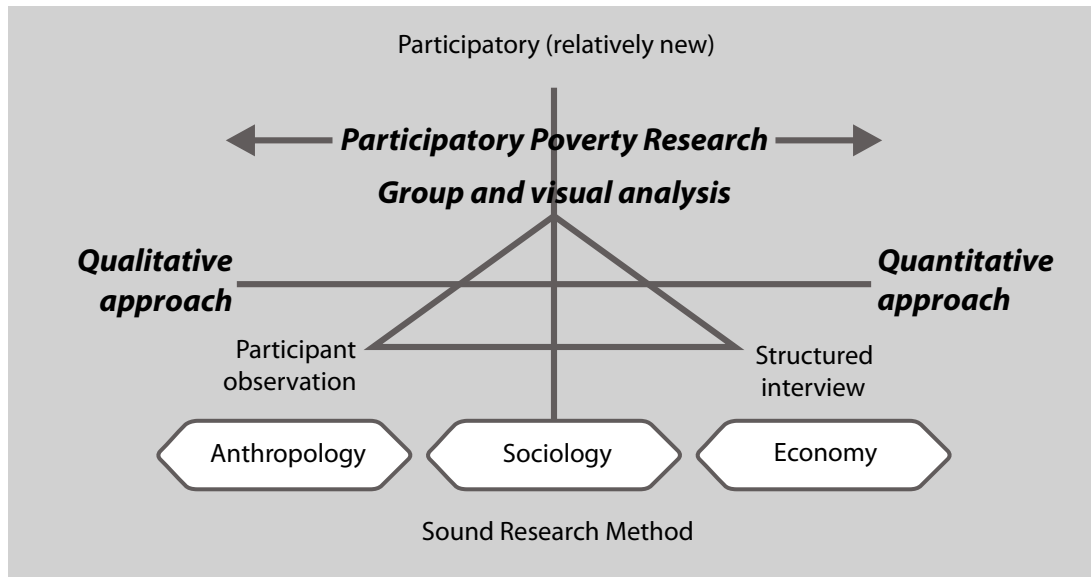 Participatory (relatively new)
Participatory Poverty Research
Group and visual analysis
Qualitative
approach
Quantitative
approach
Participant
observation
Structured
interview
Anthropology
Sociology
Economy
Sound Research Method